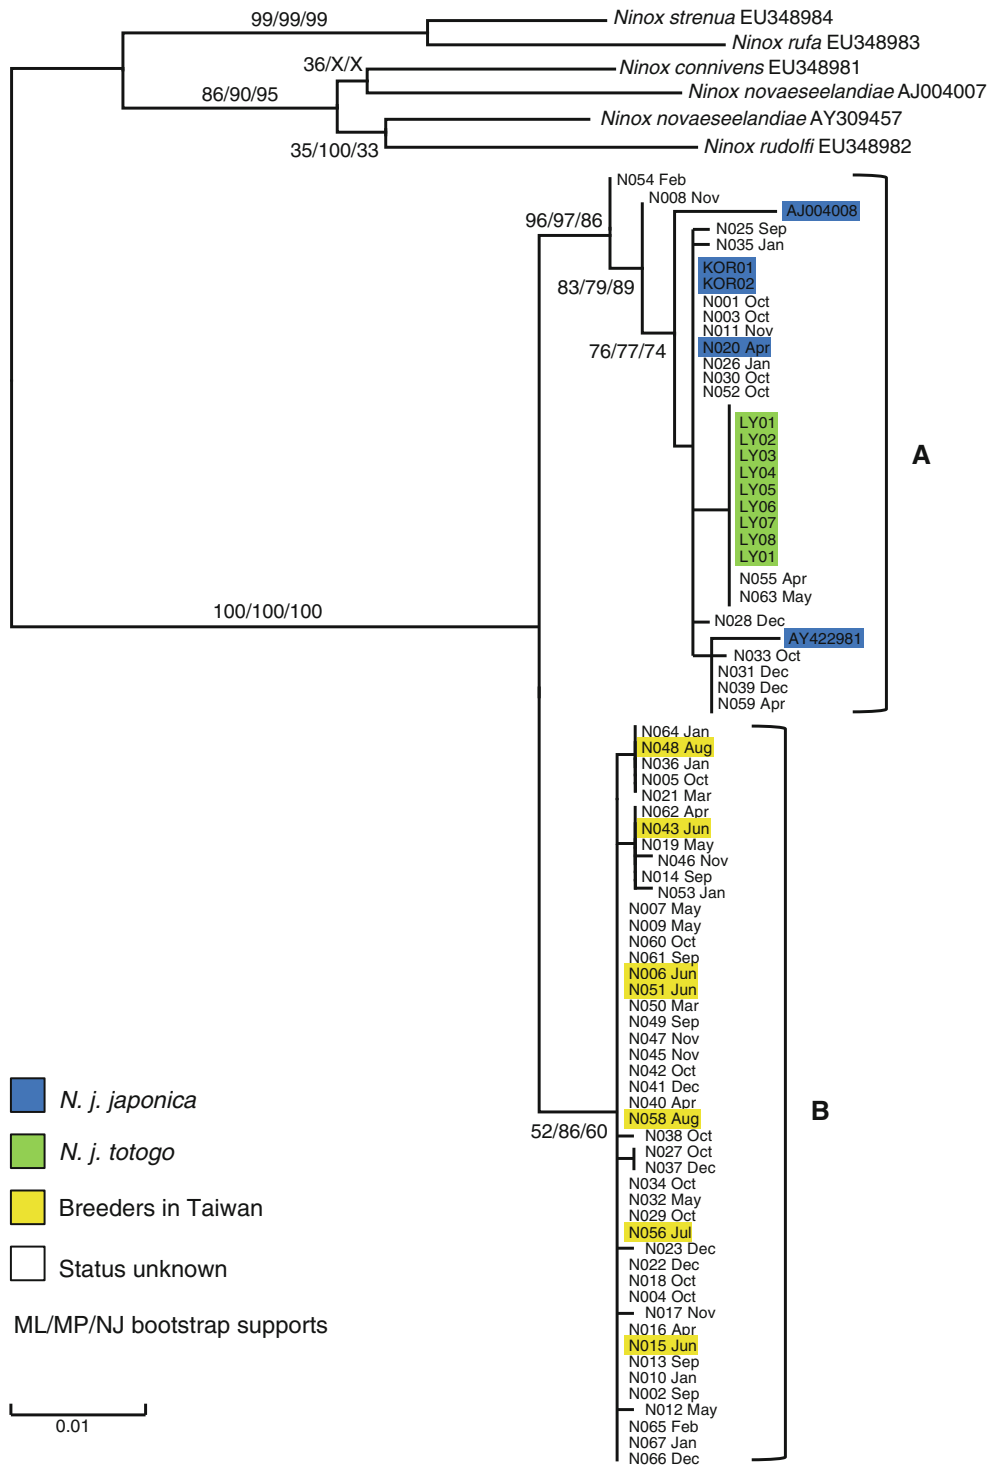 99/99/99
Ninox strenua EU348984
Ninox rufa EU348983
36/X/X
Ninox connivens EU348981
86/90/95
Ninox novaeseelandiae AJ004007
Ninox novaeseelandiae AY309457
35/100/33
Ninox rudolfi EU348982
N054 Feb
N008 Nov
96/97/86
AJ004008
N025 Sep
N035 Jan
KOR01
83/79/89
KOR02
N001 Oct
N003 Oct
N011 Nov
76/77/74
N020 Apr
N026 Jan
N030 Oct
N052 Oct
LY01
LY02
LY03
A
LY04
LY05
LY06
LY07
LY08
LY01
N055 Apr
N063 May
100/100/100
N028 Dec
AY422981
N033 Oct
N031 Dec
N039 Dec
N059 Apr
N064 Jan
N048 Aug
N036 Jan
N005 Oct
N021 Mar
N062 Apr
N043 Jun
N019 May
N046 Nov
N014 Sep
N053 Jan
N007 May
N009 May
N060 Oct
N061 Sep
N006 Jun
N051 Jun
N050 Mar
N049 Sep
N047 Nov
N045 Nov
N042 Oct
N041 Dec
N040 Apr
B
N058 Aug
52/86/60
N038 Oct
N027 Oct
N037 Dec
N034 Oct
N032 May
N029 Oct
N056 Jul
N023 Dec
N022 Dec
N018 Oct
N004 Oct
N017 Nov
N016 Apr
N015 Jun
N013 Sep
N010 Jan
N002 Sep
N012 May
N065 Feb
N067 Jan
N066 Dec
N. j. japonica
N. j. totogo
Breeders in Taiwan
Status unknown
ML/MP/NJ bootstrap supports
0.01